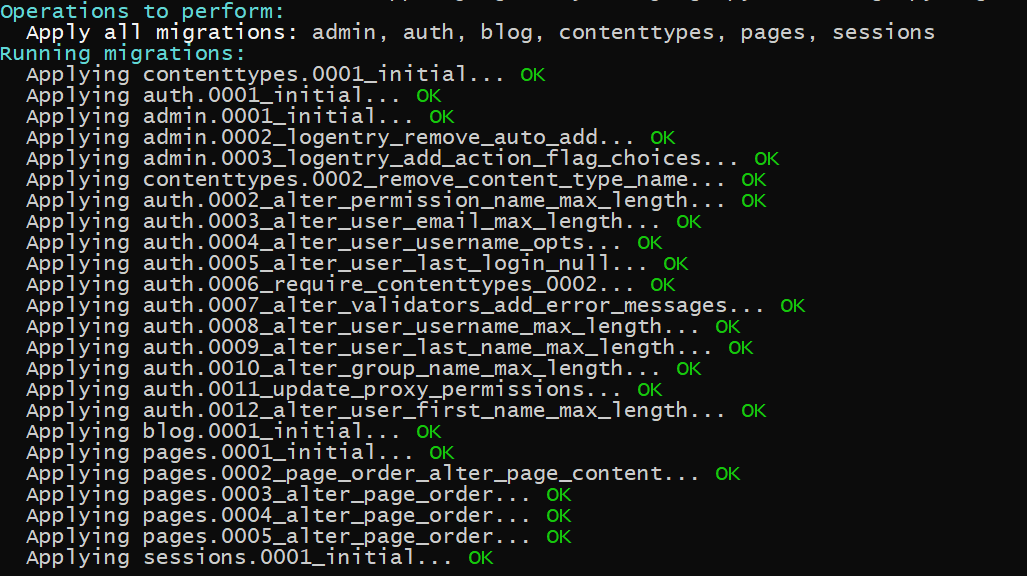 Operations to perform:
  Apply all migrations: admin, auth, blog, contenttypes, pages, sessions
Running migrations:
  Applying contenttypes.0001_initial... OK
  Applying auth.0001_initial... OK
  Applying admin.0001_initial... OK
  Applying admin.0002_logentry_remove_auto_add... OK
  Applying admin.0003_logentry_add_action_flag_choices... OK
  Applying contenttypes.0002_remove_content_type_name... OK
  Applying auth.0002_alter_permission_name_max_length... OK
  Applying auth.0003_alter_user_email_max_length... OK
  Applying auth.0004_alter_user_username_opts... OK
  Applying auth.0005_alter_user_last_login_null... OK
  Applying auth.0006_require_contenttypes_0002... OK
  Applying auth.0007_alter_validators_add_error_messages... OK
  Applying auth.0008_alter_user_username_max_length... OK
  Applying auth.0009_alter_user_last_name_max_length... OK
  Applying auth.0010_alter_group_name_max_length... OK
  Applying auth.0011_update_proxy_permissions... OK
  Applying auth.0012_alter_user_first_name_max_length... OK
  Applying blog.0001_initial... OK
  Applying pages.0001_initial... OK
  Applying pages.0002_page_order_alter_page_content... OK
  Applying pages.0003_alter_page_order... OK
  Applying pages.0004_alter_page_order... OK
  Applying pages.0005_alter_page_order... OK
  Applying sessions.0001_initial... OK